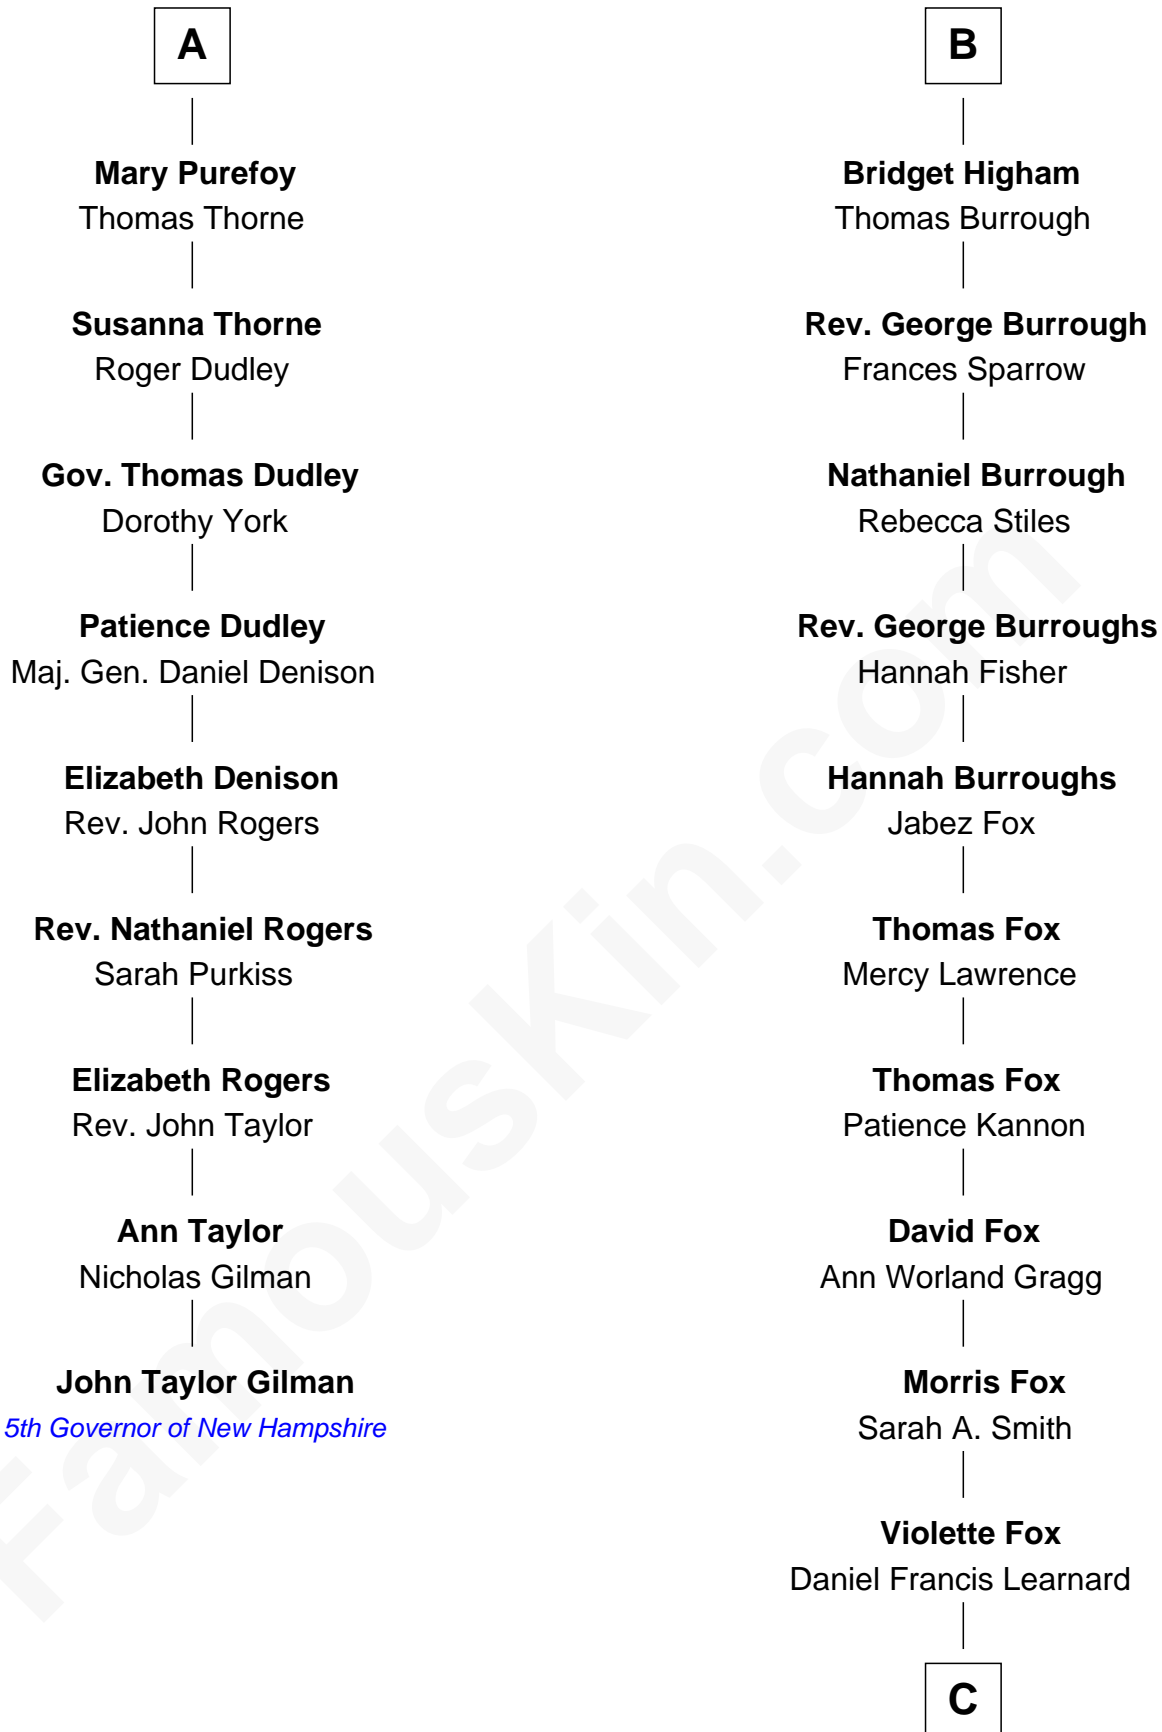 A
Mary Purefoy
Thomas Thorne
Susanna Thorne
Roger Dudley
Gov. Thomas Dudley
Dorothy York
Patience Dudley
Maj. Gen. Daniel Denison
Elizabeth Denison
Rev. John Rogers
Rev. Nathaniel Rogers
Sarah Purkiss
Elizabeth Rogers
Rev. John Taylor
Ann Taylor
Nicholas Gilman
John Taylor Gilman
5th Governor of New Hampshire
B
Bridget Higham
Thomas Burrough
Rev. George Burrough
Frances Sparrow
Nathaniel Burrough
Rebecca Stiles
Rev. George Burroughs
Hannah Fisher
Hannah Burroughs
Jabez Fox
Thomas Fox
Mercy Lawrence
Thomas Fox
Patience Kannon
David Fox
Ann Worland Gragg
Morris Fox
Sarah A. Smith
Violette Fox
Daniel Francis Learnard
C
FamousKin.com